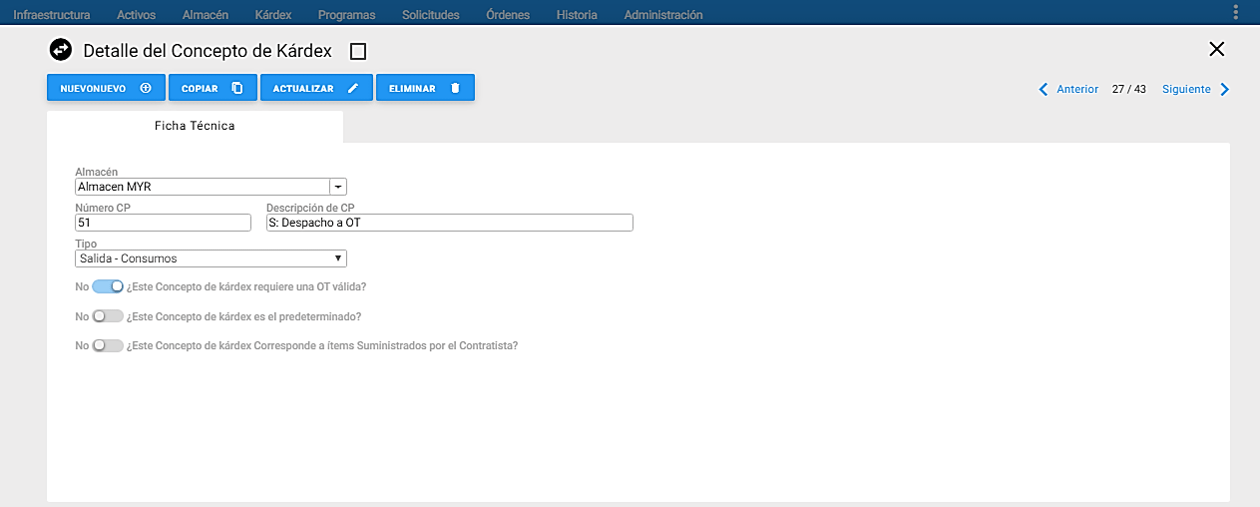 Infraestructura Activos Almacén Kárdex Programas Solicitudes Órdenes Historia Administración
Detalle del Concepto de Kárdex
NUEVONUEVO COPIAR ACTUALIZAR ELIMINAR Anterior 27 / 43 Siguiente
Ficha Técnica
Almacén
Almacen MYR
Número CP Descripción de CP
51 S: Despacho a OT
Tipo
Salida - Consumos
No ¿Este Concepto de kárdex requiere una OT válida?
No ¿Este Concepto de kárdex es el predeterminado?
No ¿Este Concepto de kárdex Corresponde a ítems Suministrados por el Contratista?